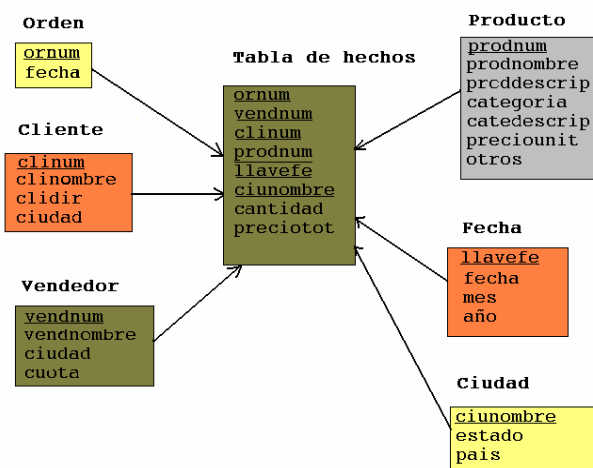 Orden
ornum
fecha
Cliente
clinum
clinombre
clidir
ciudad
Vendedor
vendnum
vendnombre
ciudad
cuota
Tabla de hechos
ornum
vendnum
clinum
prodnum
llavefe
ciunombre
cantidad
preciotot
Producto
prodnum
prodnombre
prcddescrip
categoria
catedescrip
preciounit
otros
Fecha
llavefe
fecha
mes
año
Ciudad
ciunombre
estado
pais